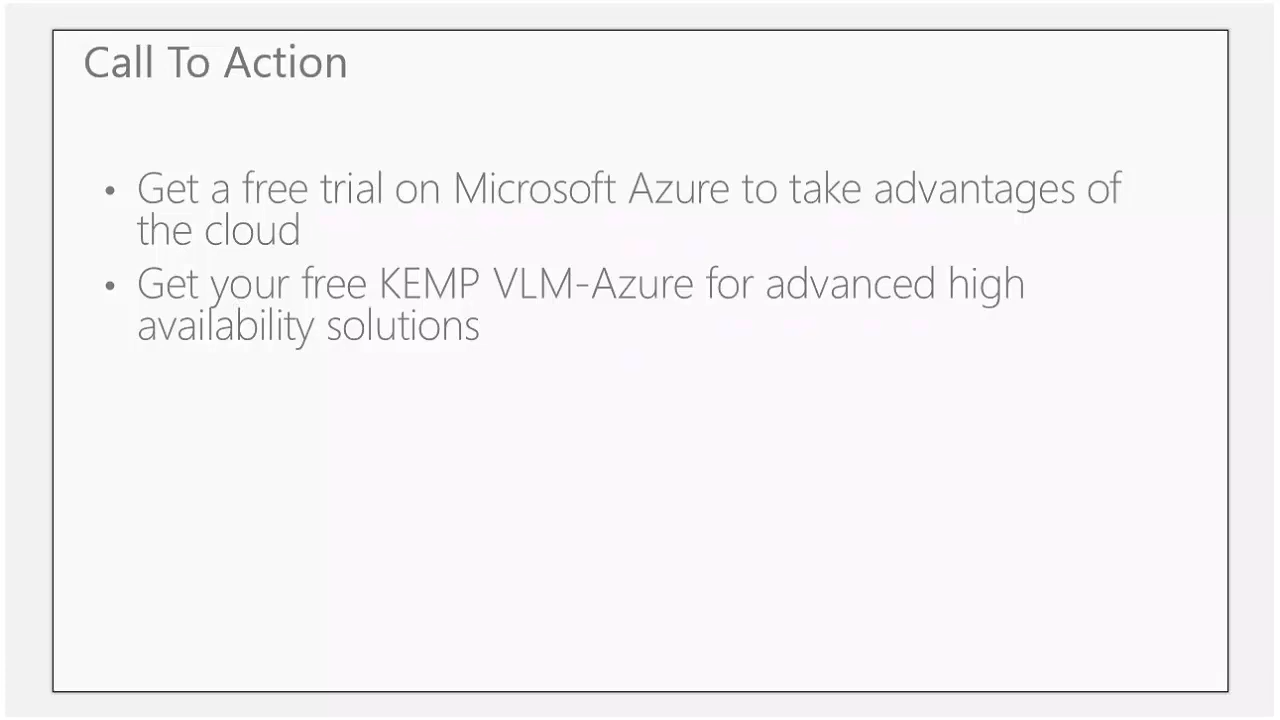 Call To Action
• Get a free trial on Microsoft Azure to take advantages of
the cloud
• Get your free KEMP VLM-Azure for advanced high
availability solutions